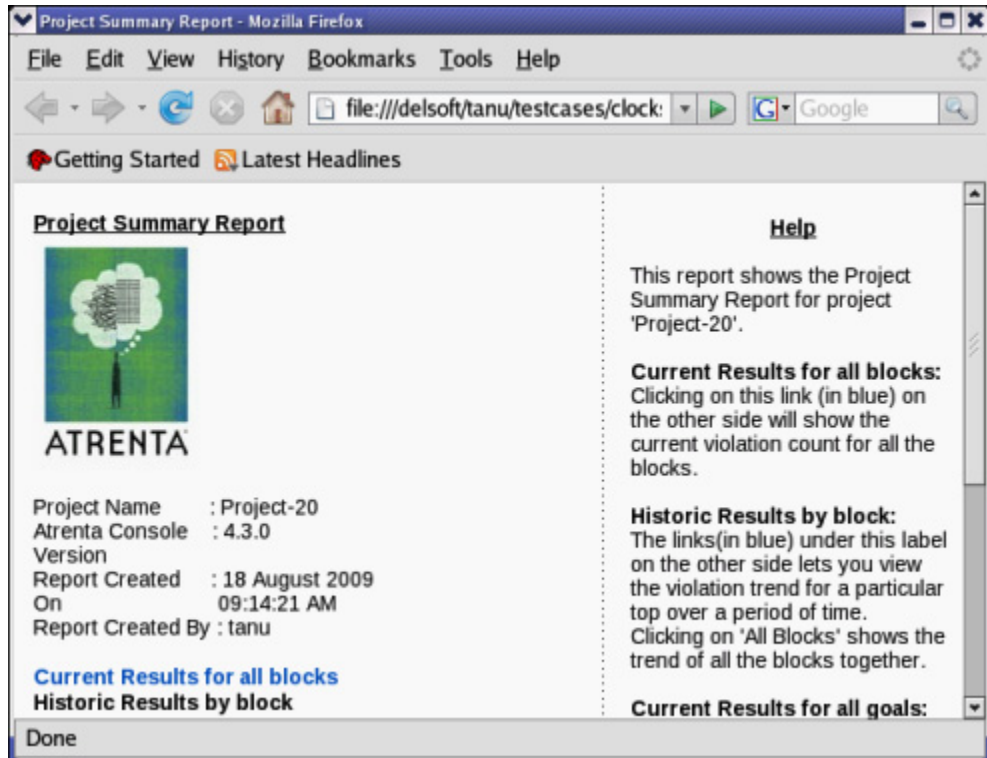 Project Summary Report - Mozilla Firefox
File Edit View History Bookmarks Tools Help
file:///delsoft/tanu/testcases/clock:
G Google
Getting Started Latest Headlines
Project Summary Report
ATRENTA
Project Name : Project-20
Atrenta Console : 4.3.0
Version
Report Created : 18 August 2009
On 09:14:21 AM
Report Created By : tanu
Current Results for all blocks
Historic Results by block
Help
This report shows the Project
Summary Report for project
'Project-20'.
Current Results for all blocks:
Clicking on this link (in blue) on
the other side will show the
current violation count for all the
blocks.
Historic Results by block:
The links(in blue) under this label
on the other side lets you view
the violation trend for a particular
top over a period of time.
Clicking on 'All Blocks' shows the
trend of all the blocks together.
Current Results for all goals:
Done